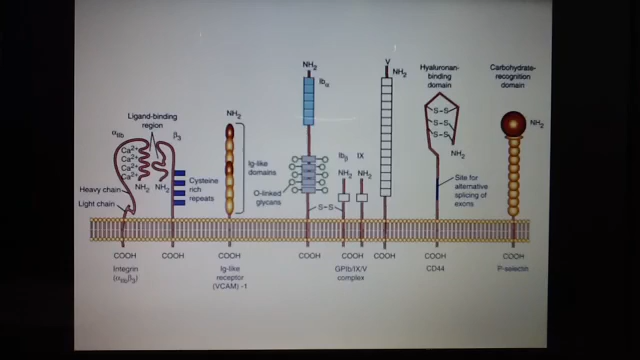 NH₂
Ibα
V
NH₂
Hyaluronan-
binding
domain
Carbohydrate-
recognition
domain
Ligand-binding
region
αIIb
β₃
Ca²⁺
Ca²⁺
Ca²⁺
Ca²⁺
NH₂
NH₂
Heavy chain
Light chain
Cysteine
rich
repeats
NH₂
Ig-like
domains
O-linked
glycans
Ibβ
IX
NH₂
NH₂
S-S
S-S
S-S
S-S
NH₂
Site for
alternative
splicing of
exons
NH₂
COOH
COOH
COOH
COOH
COOH
COOH
COOH
COOH
COOH
Integrin
(αIIbβ₃)
Ig-like
receptor
(VCAM) -1
GPIb/IX/V
complex
CD44
P-selectin